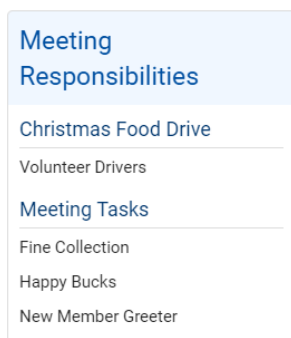 Meeting
Responsibilities
Christmas Food Drive
Volunteer Drivers
Meeting Tasks
Fine Collection
Happy Bucks
New Member Greeter